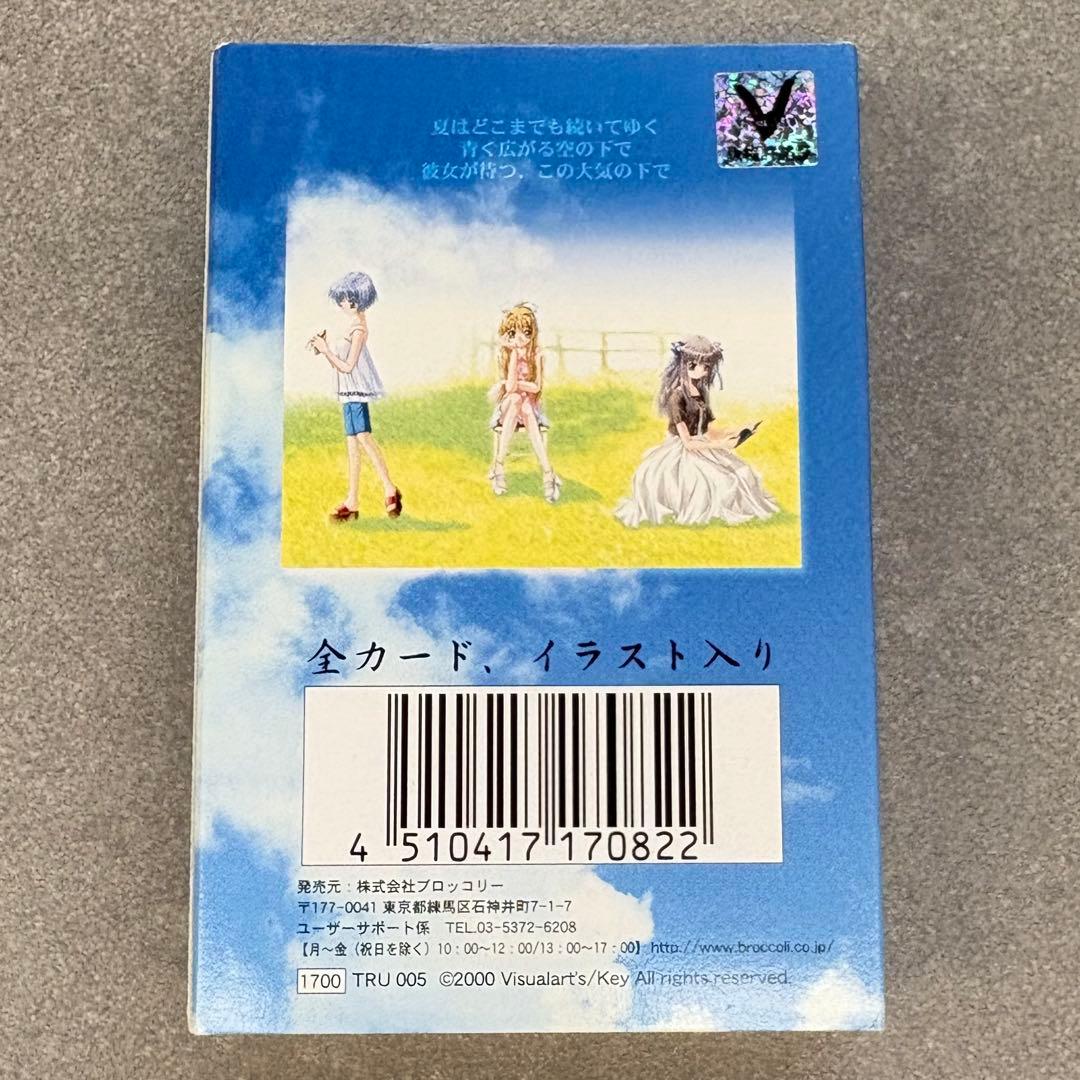 夏はどこまでも続いてゆく
青く広がる空の下で
彼女が待つ、この大気の下で
V
全カード、イラスト入り
4 510417 170822
発売元：株式会社ブロッコリー
〒177-0041 東京都練馬区石神井町7-1-7
ユーザーサポート係 TEL.03-5372-6208
【月～金（祝日を除く）10：00～12：00/13：00～17：00】http://www.broccoli.co.jp/
1700 TRU 005 ©2000 Visualart's/Key All rights reserved.